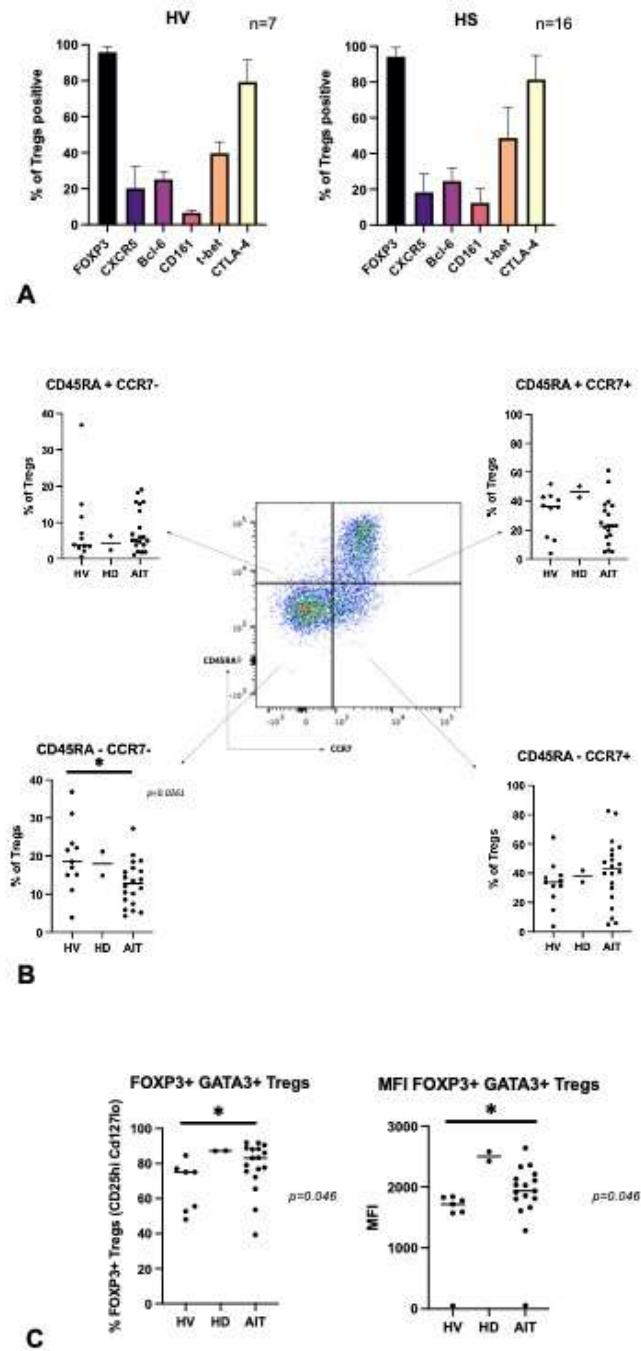 HV
n=7
% of Tregs positive
100
80
60
40
20
0
FOXP3
CXCR5
Bcl-6
CD161
t-bet
CTLA-4
HS
n=16
% of Tregs positive
100
80
60
40
20
0
FOXP3
CXCR5
Bcl-6
CD161
t-bet
CTLA-4
A
CD45RA + CCR7-
% of Tregs
40
30
20
10
0
HV HD AIT
CD45RA + CCR7+
% of Tregs
100
80
60
40
20
0
HV HD AIT
CD45RA
CCR7
CD45RA - CCR7-
*
% of Tregs
40
30
20
10
0
HV HD AIT
CD45RA - CCR7+
% of Tregs
100
80
60
40
20
0
HV HD AIT
B
FOXP3+ GATA3+ Tregs
*
p=0.046
% FOXP3+ Tregs (CD25hi Cd127lo)
100
80
60
40
20
0
HV HD AIT
MFI FOXP3+ GATA3+ Tregs
*
p=0.046
MFI
3000
2000
1000
0
HV HD AIT
C